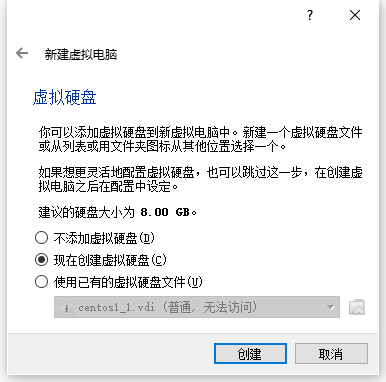 ?
新建虚拟电脑
虚拟硬盘
你可以添加虚拟硬盘到新虚拟电脑中。新建一个虚拟硬盘文件
或从列表或用文件夹图标从其他位置选择一个。
如果想更灵活地配置虚拟硬盘，也可以跳过这一步，在创建虚
拟电脑之后在配置中设定。
建议的硬盘大小为 8.00 GB。
不添加虚拟硬盘(D)
现在创建虚拟硬盘(C)
使用已有的虚拟硬盘文件(U)
centos1_1.vdi (普通, 无法访问)
创建
取消